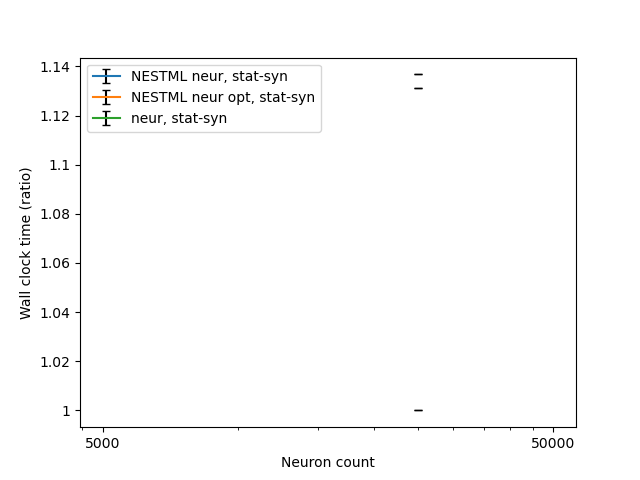 1.14
1.12
1.1
1.08
1.06
1.04
1.02
1
Wall clock time (ratio)
NESTML neur, stat-syn
NESTML neur opt, stat-syn
neur, stat-syn
5000
50000
Neuron count